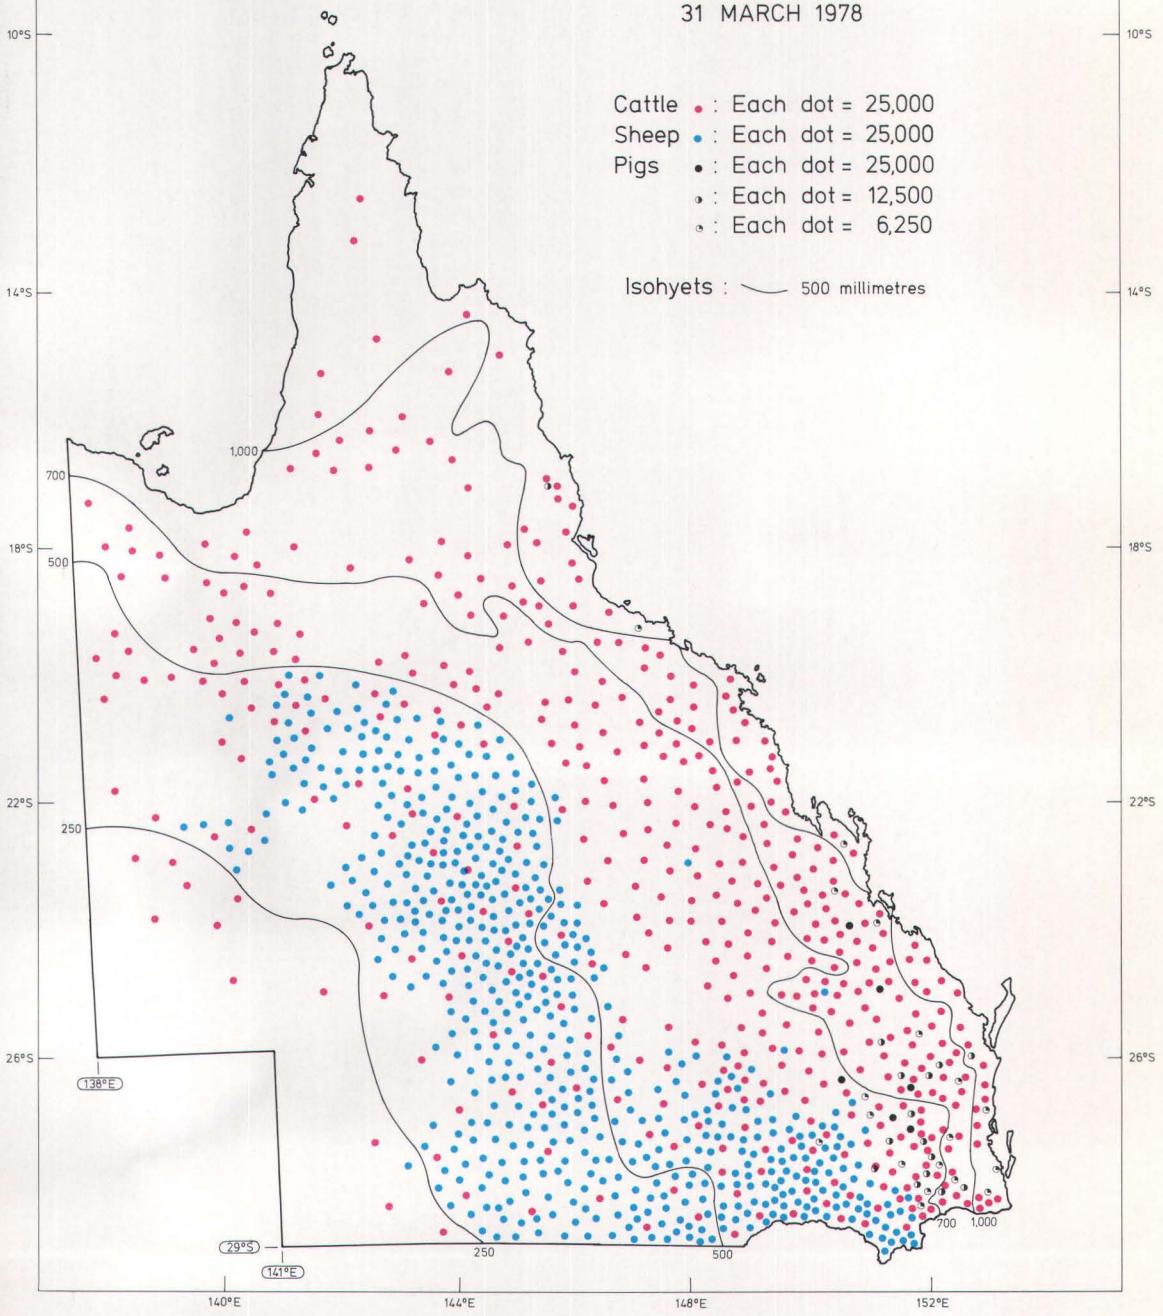 31 MARCH 1978
10°S
10°S
Cattle : Each dot = 25,000
Sheep : Each dot = 25,000
Pigs : Each dot = 25,000
: Each dot = 12,500
: Each dot = 6,250
Isohyets : 500 millimetres
14°S
14°S
1,000
700
18°S
18°S
500
22°S
22°S
250
26°S
26°S
138°E
700
1,000
29°S
250
500
141°E
140°E
144°E
148°E
152°E